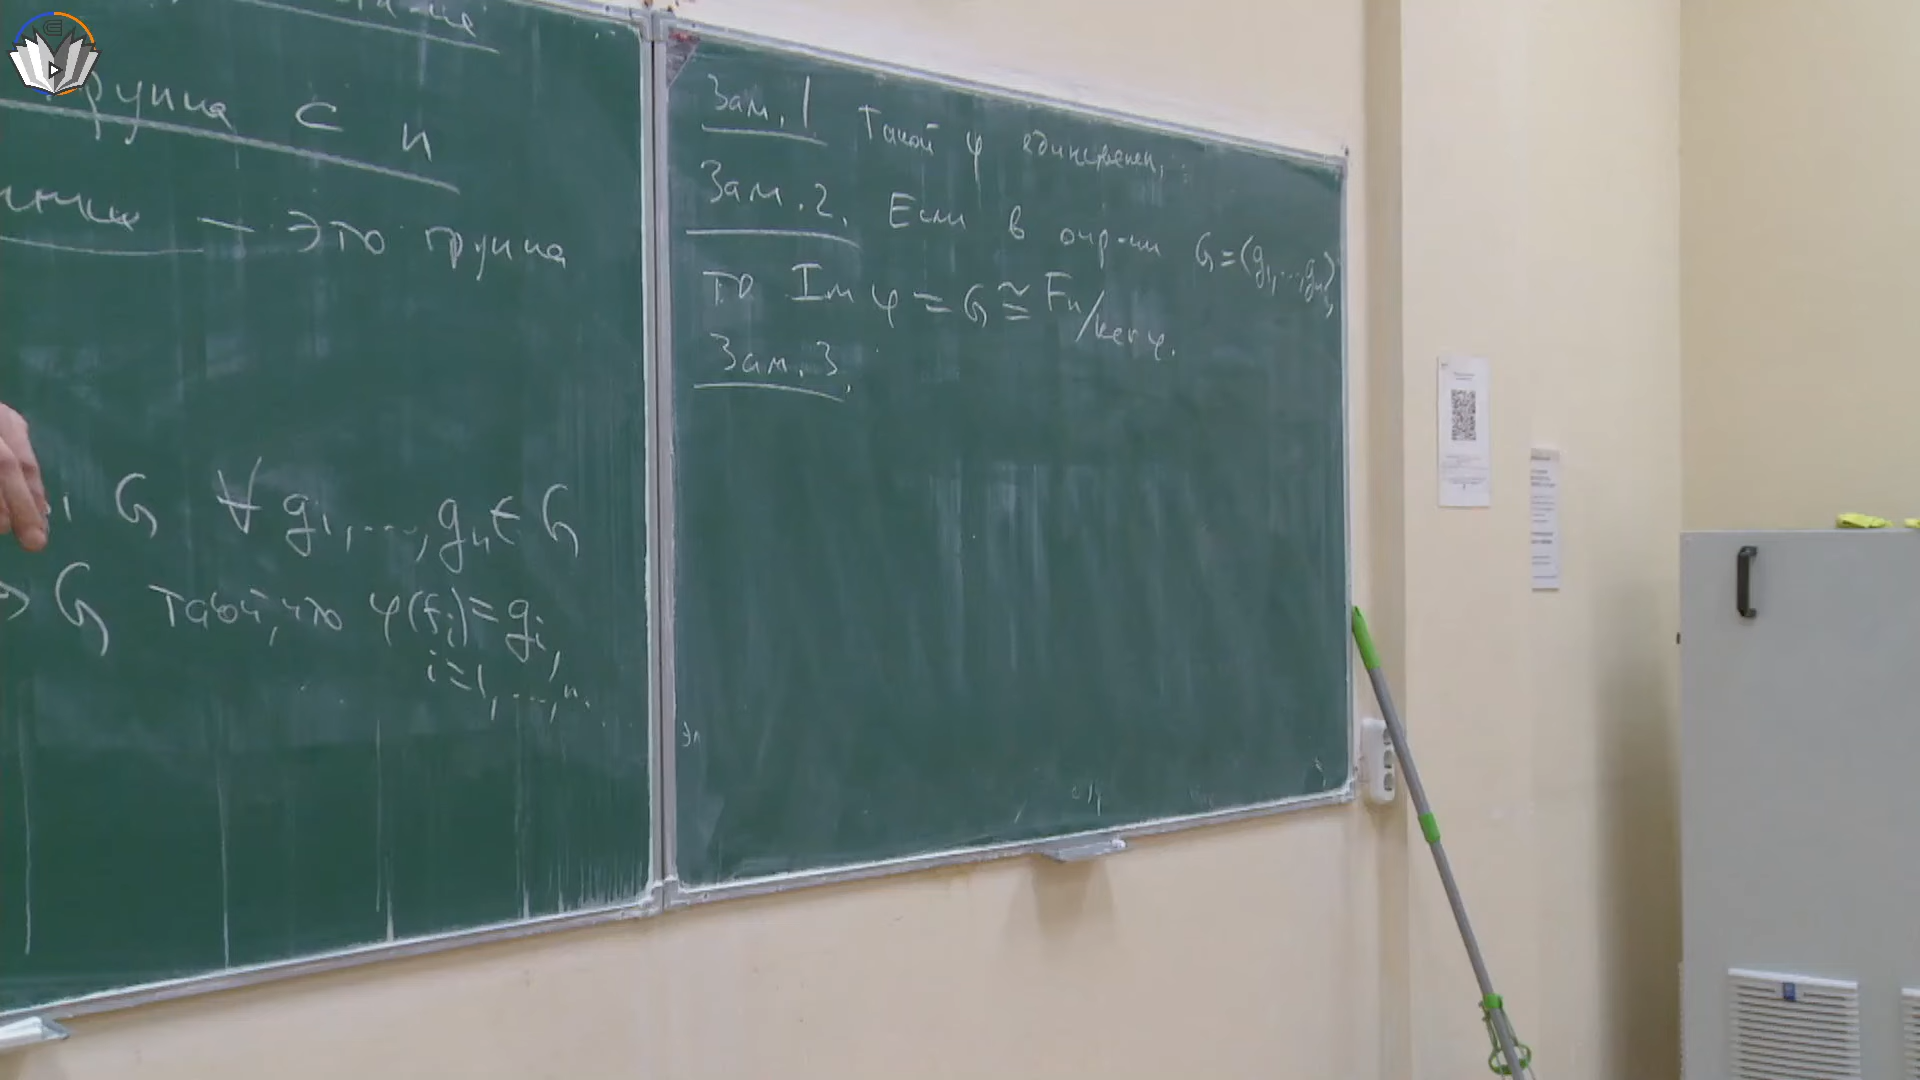 группа с n
— это группа
G ∀ g₁,...,gₙ ∈ G
→ G такой, что φ(fᵢ) = gᵢ,
i=1,...,n.
Зам. 1 Такой φ единствен.
Зам. 2. Если в опр-ии G = ⟨g₁,...,gₙ⟩,
то Im φ = G ≅ Fₙ/ker φ.
Зам. 3.